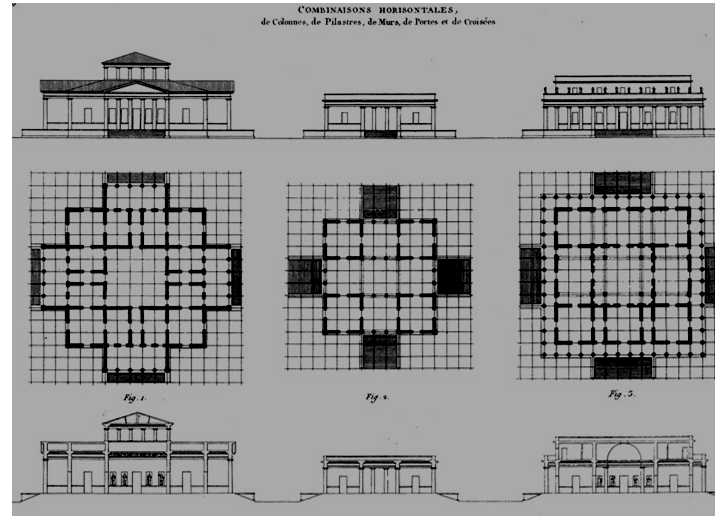 COMBINAISONS HORISONTALES,
de Colonnes, de Pilastres, de Murs, de Portes et de Croisées
Fig. 1.
Fig. 2.
Fig. 3.